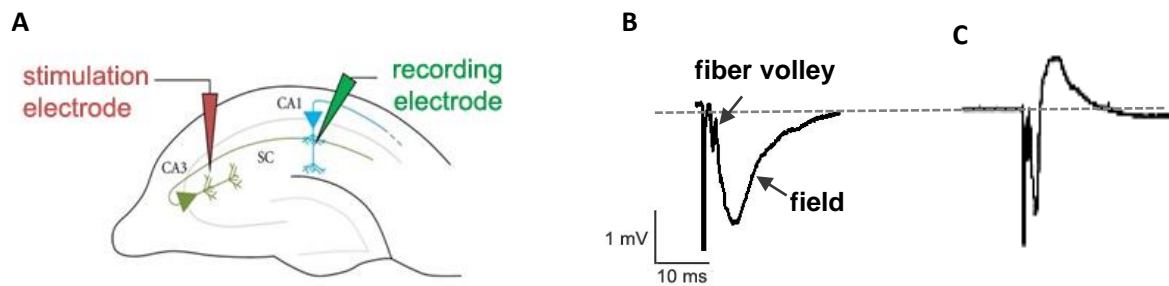 A
stimulation
electrode
recording
electrode
CA1
CA3
SC
B
fiber volley
field
1 mV
10 ms
C